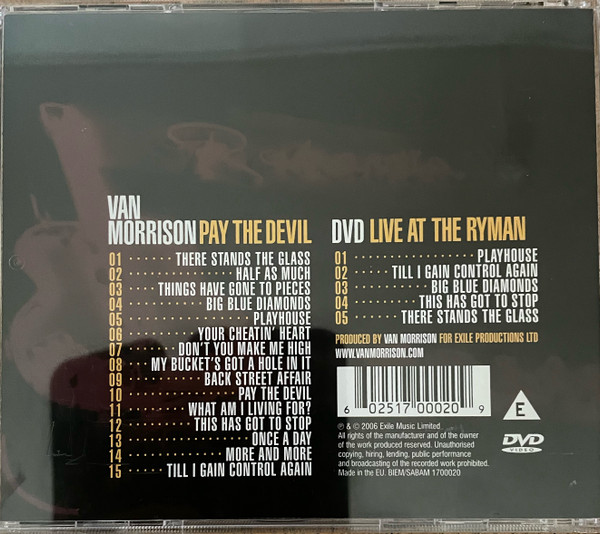 VAN
MORRISON PAY THE DEVIL
01 THERE STANDS THE GLASS
02 HALF AS MUCH
03 THINGS HAVE GONE TO PIECES
04 BIG BLUE DIAMONDS
05 PLAYHOUSE
06 YOUR CHEATIN' HEART
07 DON'T YOU MAKE ME HIGH
08 MY BUCKET'S GOT A HOLE IN IT
09 BACK STREET AFFAIR
10 PAY THE DEVIL
11 WHAT AM I LIVING FOR?
12 THIS HAS GOT TO STOP
13 ONCE A DAY
14 MORE AND MORE
15 TILL I GAIN CONTROL AGAIN
DVD LIVE AT THE RYMAN
01 PLAYHOUSE
02 TILL I GAIN CONTROL AGAIN
03 BIG BLUE DIAMONDS
04 THIS HAS GOT TO STOP
05 THERE STANDS THE GLASS
PRODUCED BY VAN MORRISON FOR EXILE PRODUCTIONS LTD
WWW.VANMORRISON.COM
6 02517 00020 9
E
DVD
VIDEO
℗ & © 2006 Exile Music Limited
All rights of the manufacturer and of the owner
of the work produced reserved. Unauthorised
copying, hiring, lending, public performance
and broadcasting of the recorded work prohibited.
Made in the EU. BIEM/SABAM 1700020